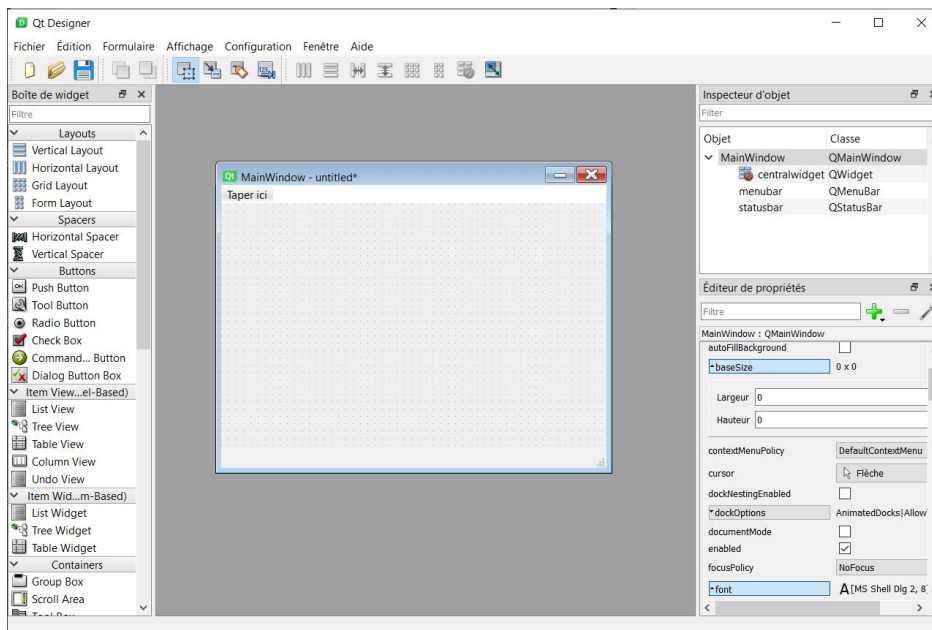 Qt Designer
Fichier Édition Formulaire Affichage Configuration Fenêtre Aide
Boîte de widget
Filtre
Layouts
Vertical Layout
Horizontal Layout
Grid Layout
Form Layout
Spacers
Horizontal Spacer
Vertical Spacer
Buttons
OK Push Button
Tool Button
Radio Button
Check Box
Command... Button
Dialog Button Box
Item View...el-Based)
List View
Tree View
Table View
Column View
Undo View
Item Wid...m-Based)
List Widget
Tree Widget
Table Widget
Containers
Group Box
Scroll Area
Qt MainWindow - untitled*
Taper ici
Inspecteur d'objet
Filter
Objet Classe
MainWindow QMainWindow
centralwidget QWidget
menubar QMenuBar
statusbar QStatusBar
Éditeur de propriétés
Filtre
MainWindow : QMainWindow
autoFillBackground
baseSize 0 x 0
Largeur 0
Hauteur 0
contextMenuPolicy DefaultContextMenu
cursor Flèche
dockNestingEnabled
dockOptions AnimatedDocks|Allow
documentMode
enabled
focusPolicy NoFocus
font A [MS Shell Dlg 2, 8]